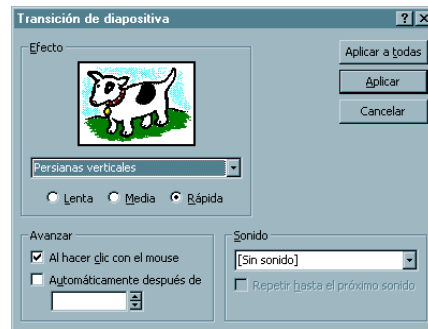 Transición de diapositiva
Efecto
Aplicar a todas
Aplicar
Cancelar
Persianas verticales
Lenta Media Rápida
Avanzar
Al hacer clic con el mouse
Automáticamente después de
Sonido
[Sin sonido]
Repetir hasta el próximo sonido